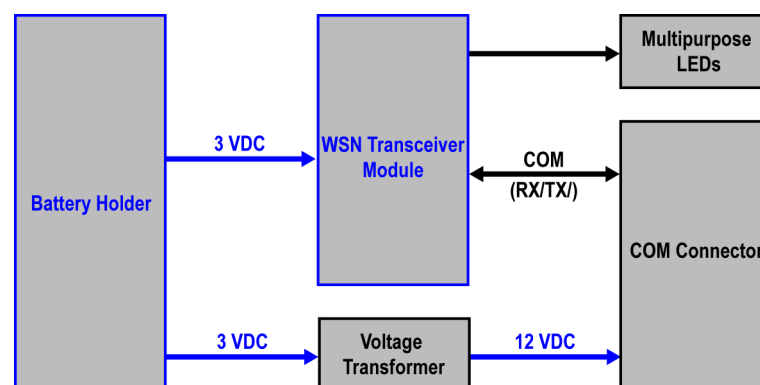 Multipurpose
LEDs
3 VDC
WSN Transceiver
Module
COM
(RX/TX/)
Battery Holder
COM Connector
3 VDC
Voltage
Transformer
12 VDC